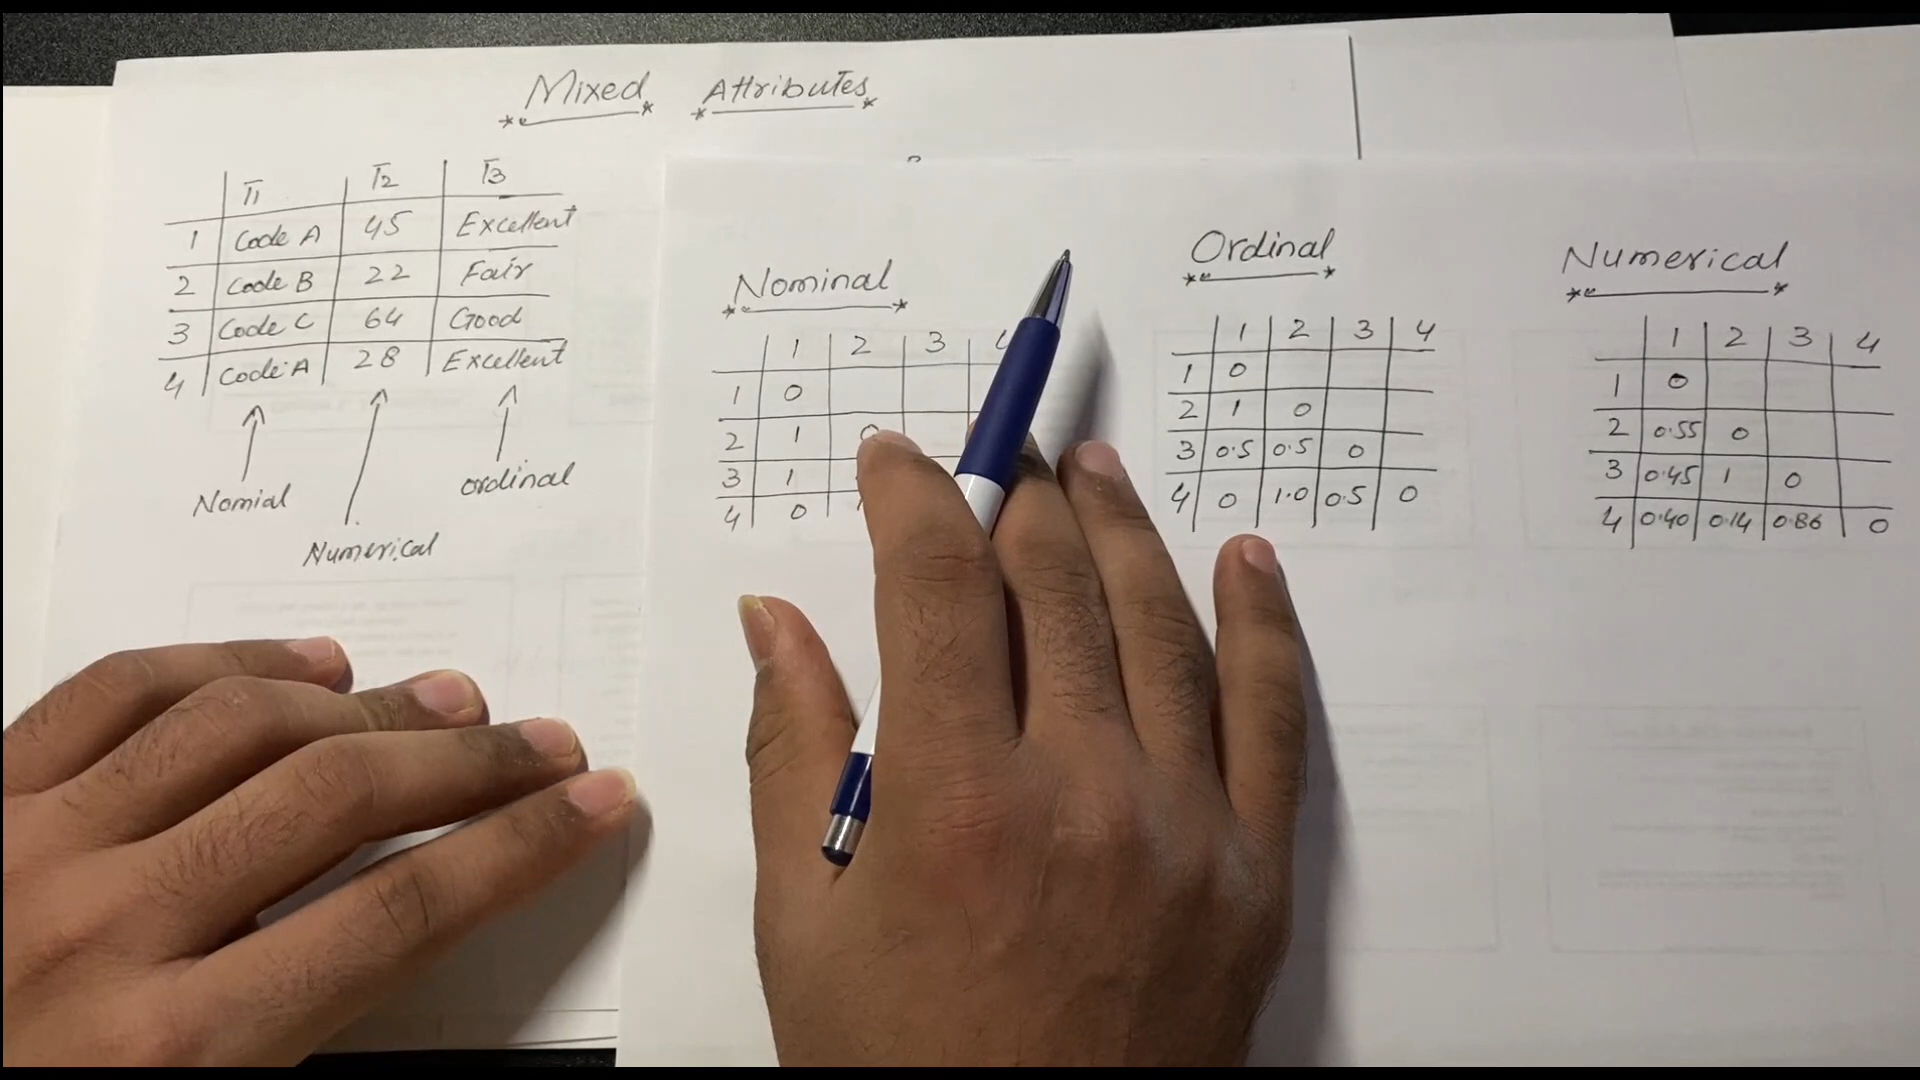 Mixed Attributes
T1 T2 T3
1 Code A 45 Excellent
2 Code B 22 Fair
3 Code C 64 Good
4 Code A 28 Excellent
Nomial
Numerical
ordinal
Nominal
1 2 3
1 0
2 1 0
3 1
4 0
Ordinal
1 2 3 4
1 0
2 1 0
3 0.5 0.5 0
4 0 1.0 0.5 0
Numerical
1 2 3 4
1 0
2 0.55 0
3 0.45 1 0
4 0.40 0.14 0.86 0